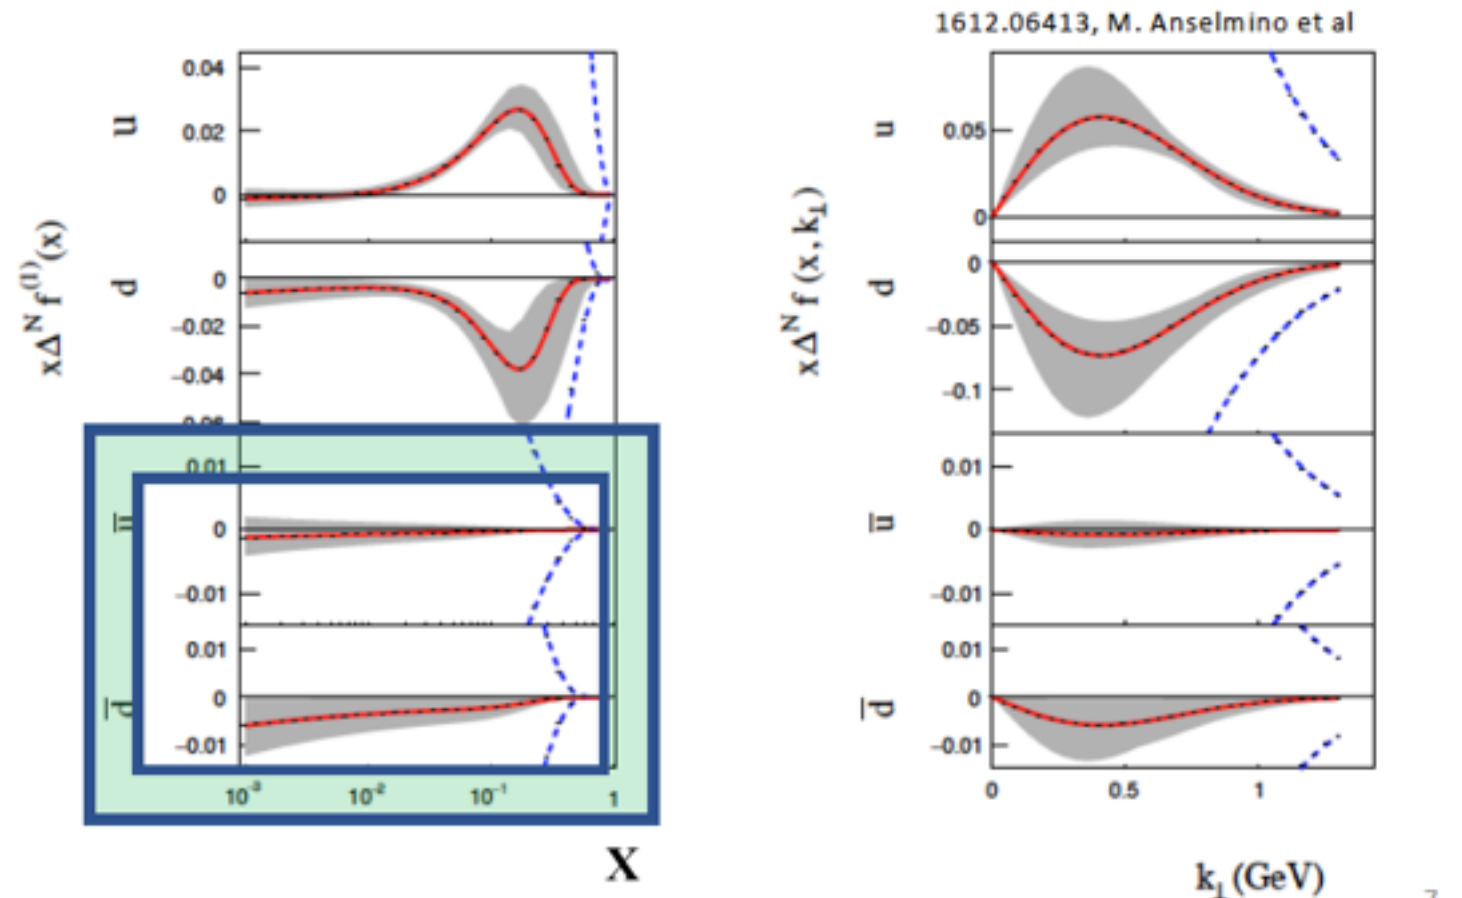 1612.06413, M. Anselmino et al
x∆ᴺ f⁽¹⁾(x)
u
0.04
0.02
0
d
0
−0.02
−0.04
u̅
0.01
0
−0.01
d̅
0.01
0
−0.01
10⁻³ 10⁻² 10⁻¹ 1
X
x∆ᴺ f (x, k⊥)
u
0.05
0
d
0
−0.05
−0.1
u̅
0.01
0
−0.01
d̅
0.01
0
−0.01
0 0.5 1
k⊥ (GeV)